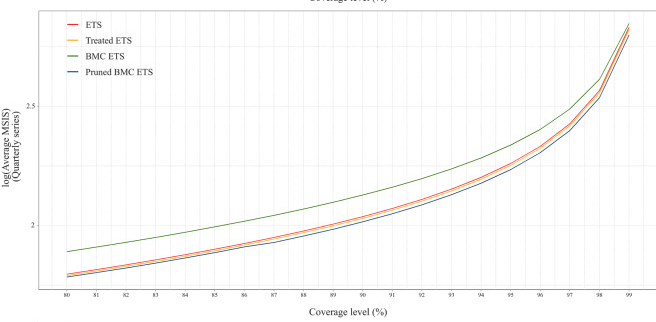 Coverage level (%)
ETS
Treated ETS
BMC ETS
Pruned BMC ETS
log(Average MSIS)
(Quarterly series)
2.5
2
80 81 82 83 84 85 86 87 88 89 90 91 92 93 94 95 96 97 98 99
Coverage level (%)